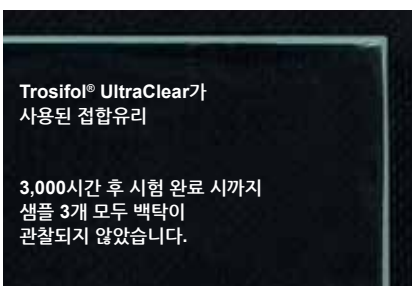 Trosifol® UltraClear가
사용된 접합유리
3,000시간 후 시험 완료 시까지
샘플 3개 모두 백탁이
관찰되지 않았습니다.